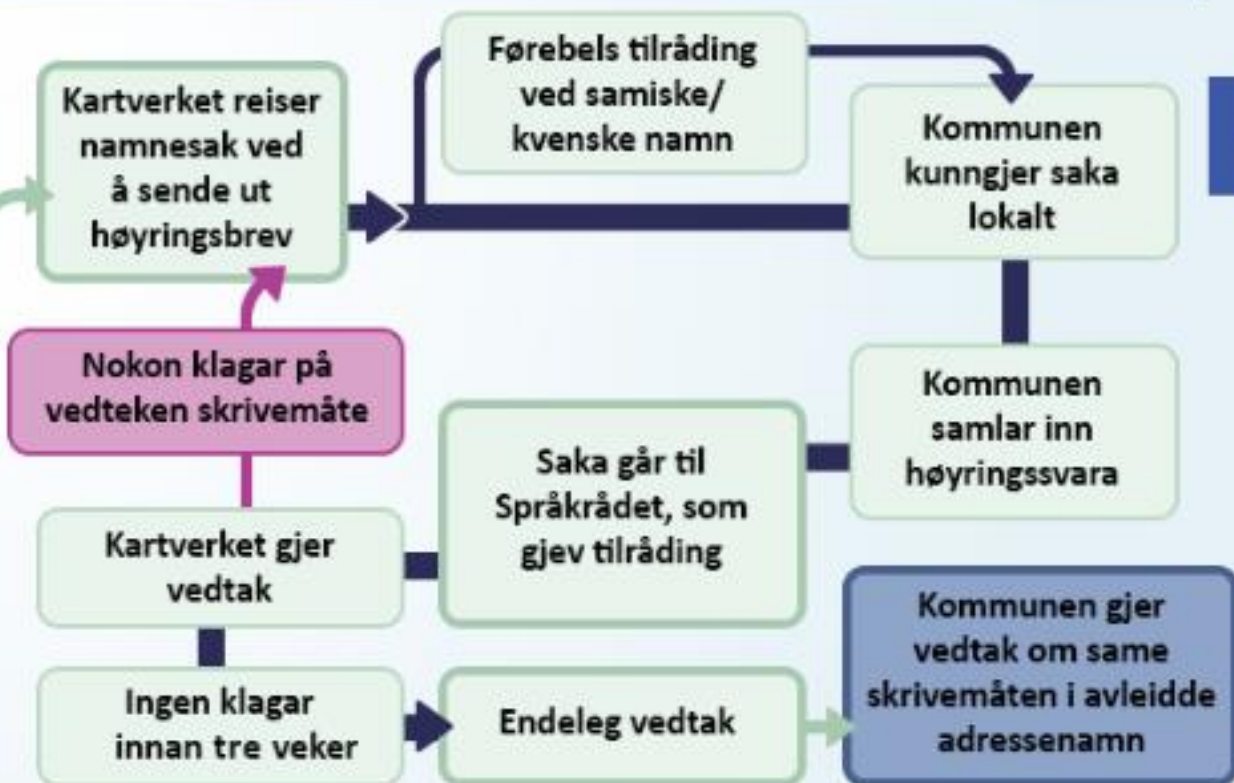 Kartverket reiser
namnesak ved
å sende ut
høyringsbrev
Førebels tilråding
ved samiske/
kvenske namn
Kommunen
kunngjer saka
lokalt
Kommunen
samlar inn
høyringssvara
Saka går til
Språkrådet, som
gjev tilråding
Kartverket gjer
vedtak
Nokon klagar på
vedteken skrivemåte
Ingen klagar
innan tre veker
Endeleg vedtak
Kommunen gjer
vedtak om same
skrivemåten i avleidde
adressenamn